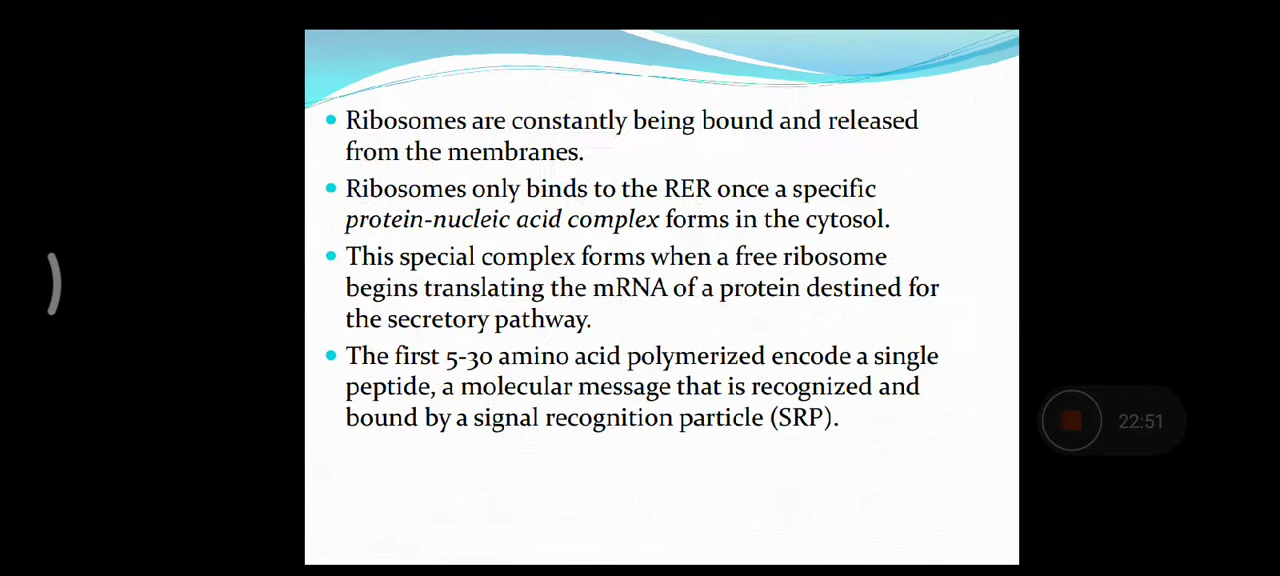 Ribosomes are constantly being bound and released
from the membranes.
Ribosomes only binds to the RER once a specific
protein-nucleic acid complex forms in the cytosol.
This special complex forms when a free ribosome
begins translating the mRNA of a protein destined for
the secretory pathway.
The first 5-30 amino acid polymerized encode a single
peptide, a molecular message that is recognized and
bound by a signal recognition particle (SRP).
22:51